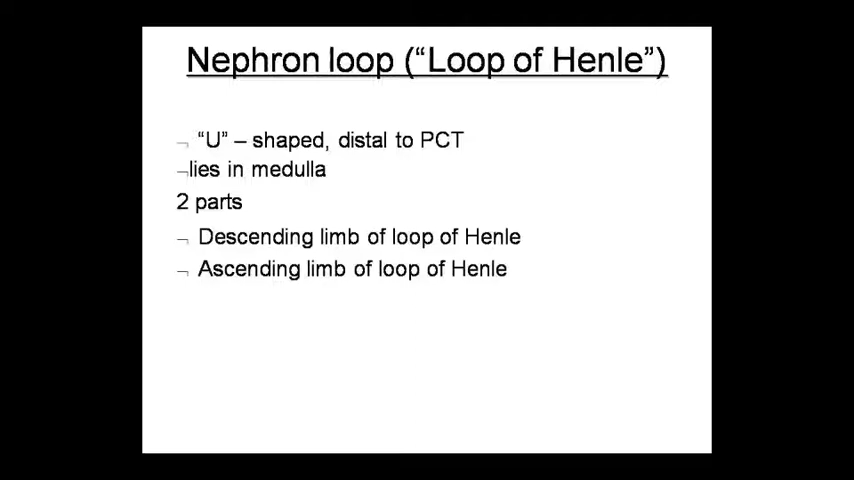 Nephron loop (“Loop of Henle”)
¬ “U” – shaped, distal to PCT
¬lies in medulla
2 parts
¬ Descending limb of loop of Henle
¬ Ascending limb of loop of Henle